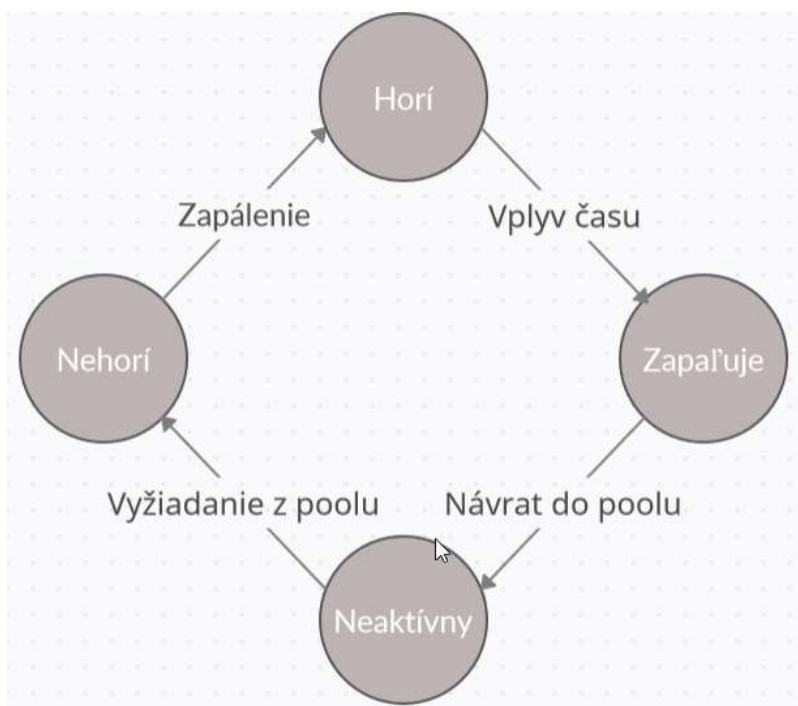 Horí
Zapálenie
Vplyv času
Nehorí
Zapaľuje
Vyžiadanie z poolu
Návrat do poolu
Neaktívny